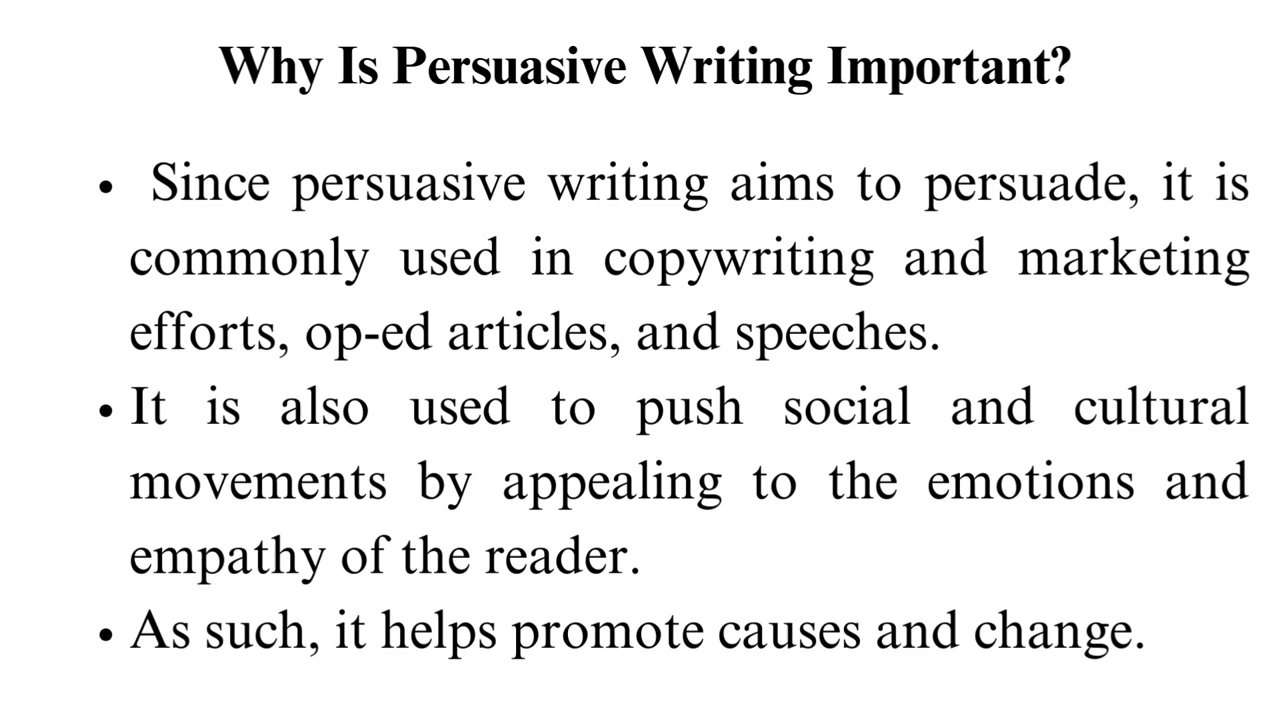 Why Is Persuasive Writing Important?
• Since persuasive writing aims to persuade, it is
commonly used in copywriting and marketing
efforts, op-ed articles, and speeches.
• It is also used to push social and cultural
movements by appealing to the emotions and
empathy of the reader.
• As such, it helps promote causes and change.